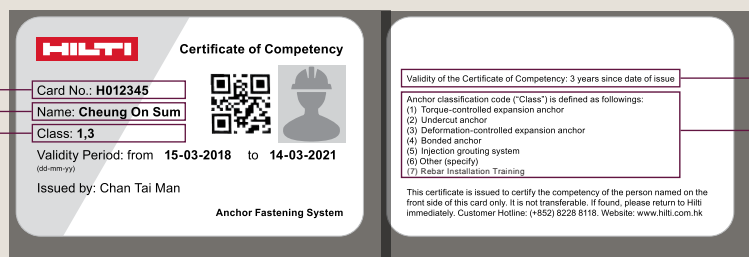 HILTI
Certificate of Competency
Card No.: H012345
Name: Cheung On Sum
Class: 1,3
Validity Period: from 15-03-2018 to 14-03-2021
(dd-mm-yy)
Issued by: Chan Tai Man
Anchor Fastening System
Validity of the Certificate of Competency: 3 years since date of issue
Anchor classification code (“Class”) is defined as followings:
(1) Torque-controlled expansion anchor
(2) Undercut anchor
(3) Deformation-controlled expansion anchor
(4) Bonded anchor
(5) Injection grouting system
(6) Other (specify)
(7) Rebar Installation Training
This certificate is issued to certify the competency of the person named on the
front side of this card only. It is not transferable. If found, please return to Hilti
immediately. Customer Hotline: (+852) 8228 8118. Website: www.hilti.com.hk